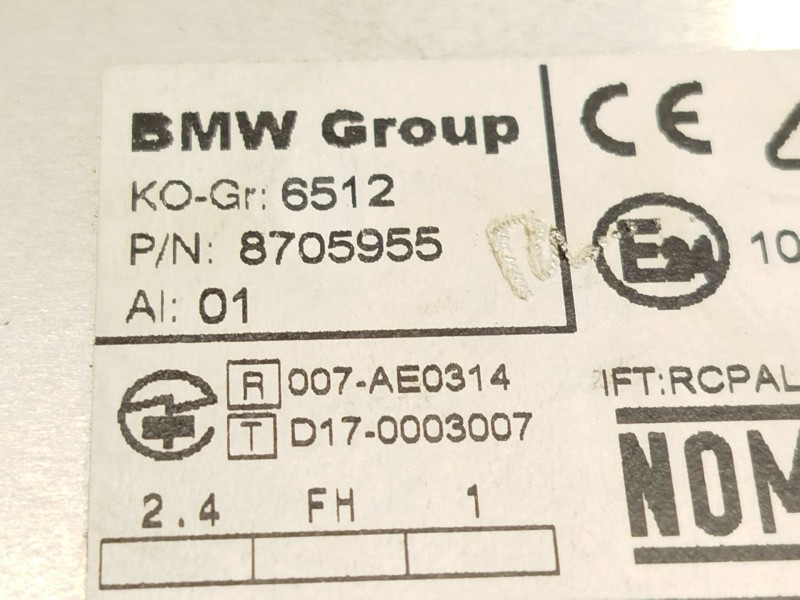 BMW Group
KO-Gr: 6512
P/N: 8705955
AI: 01
CE
E24
10
R 007-AE0314
T D17-0003007
IFT:RCPAL
2.4 FH 1
NOM